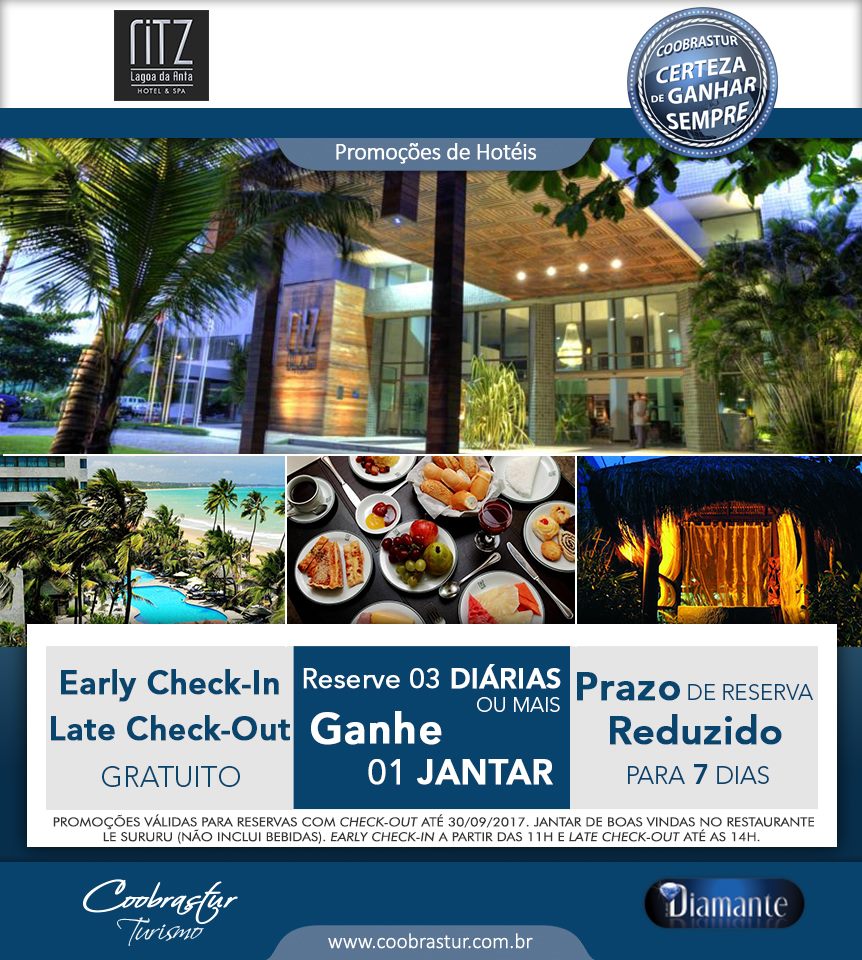 RITZ
Lagoa da Anta
HOTEL & SPA
COOBRASTUR
CERTEZA
DE GANHAR
SEMPRE
Promoções de Hotéis
RITZ
Early Check-In
Late Check-Out
GRATUITO
Reserve 03 DIÁRIAS
OU MAIS
Ganhe
01 JANTAR
Prazo DE RESERVA
Reduzido
PARA 7 DIAS
PROMOÇÕES VÁLIDAS PARA RESERVAS COM CHECK-OUT ATÉ 30/09/2017. JANTAR DE BOAS VINDAS NO RESTAURANTE
LE SURURU (NÃO INCLUI BEBIDAS). EARLY CHECK-IN A PARTIR DAS 11H E LATE CHECK-OUT ATÉ AS 14H.
Coobrastur
Turismo
Diamante
www.coobrastur.com.br